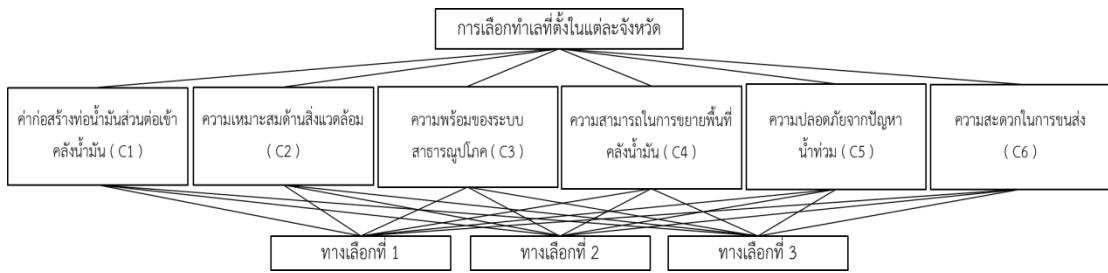 การเลือกทำเลที่ตั้งในแต่ละจังหวัด
ค่าก่อสร้างท่อน้ำมันส่วนต่อเข้า
คลังน้ำมัน ( C1 )
ความเหมาะสมด้านสิ่งแวดล้อม
( C2 )
ความพร้อมของระบบ
สาธารณูปโภค ( C3 )
ความสามารถในการขยายพื้นที่
คลังน้ำมัน ( C4 )
ความปลอดภัยจากปัญหา
น้ำท่วม ( C5 )
ความสะดวกในการขนส่ง
( C6 )
ทางเลือกที่ 1
ทางเลือกที่ 2
ทางเลือกที่ 3